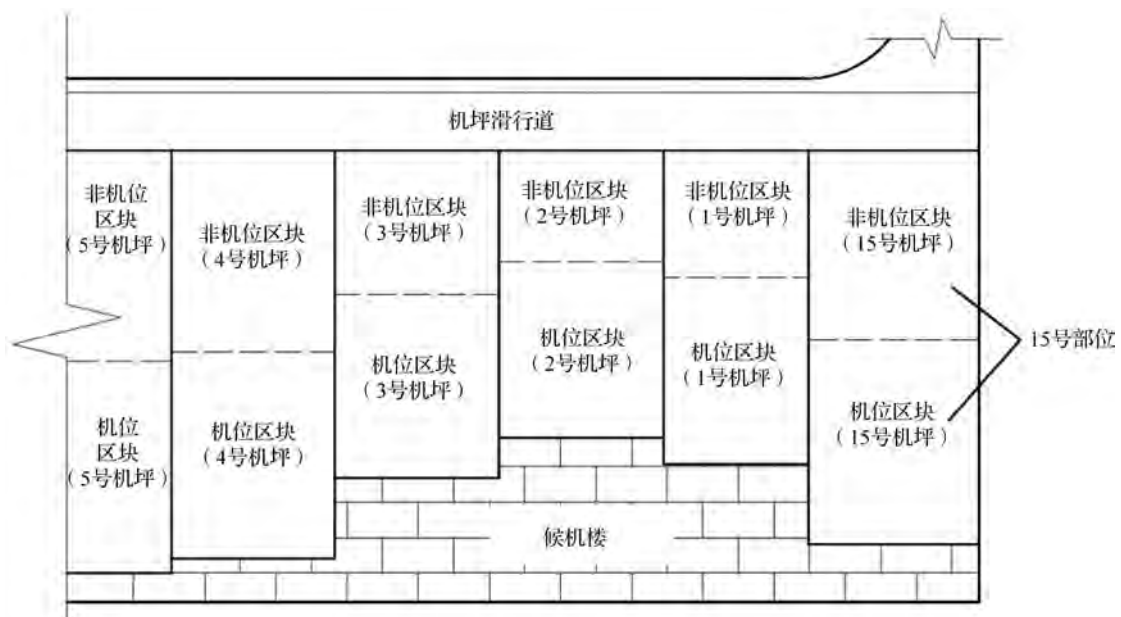 机坪滑行道
非机位
区块
（5号机坪）
非机位区块
（4号机坪）
非机位区块
（3号机坪）
非机位区块
（2号机坪）
非机位区块
（1号机坪）
非机位区块
（15号机坪）
15号部位
机位
区块
（5号机坪）
机位区块
（4号机坪）
机位区块
（3号机坪）
机位区块
（2号机坪）
机位区块
（1号机坪）
机位区块
（15号机坪）
候机楼